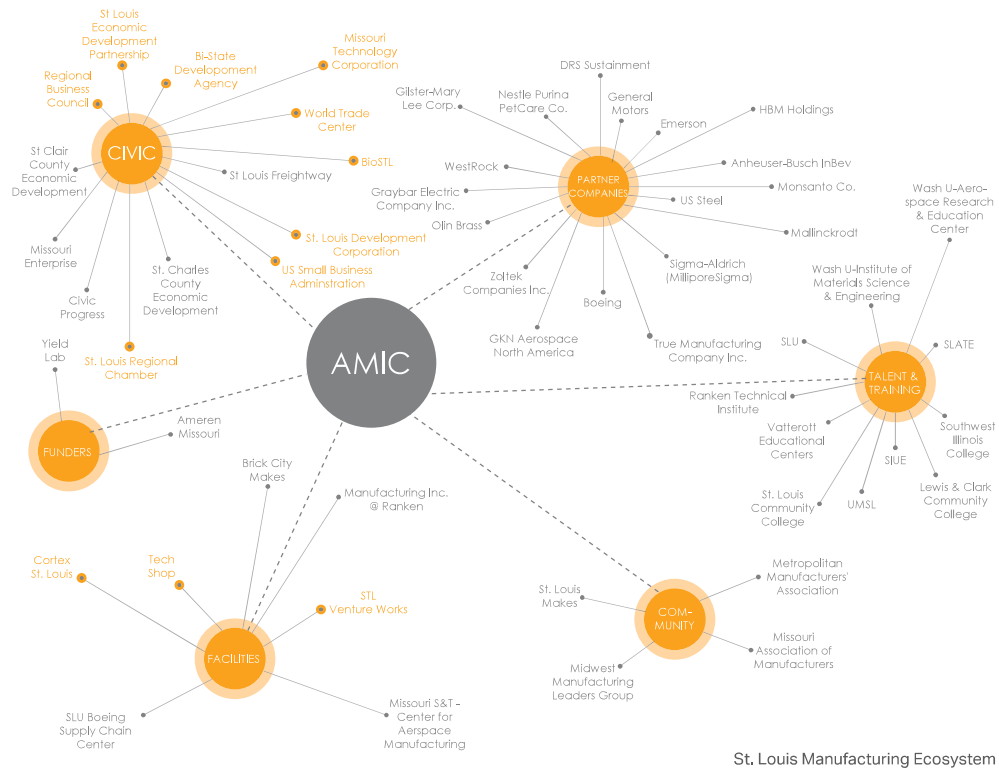 St Louis
Economic
Development
Partnership
BI-State
Developoment
Agency
Regional
Business
Council
Missouri
Technology
Corporation
World Trade
Center
BioSTL
CIVIC
St Clair
County
Economic
Development
St Louis Freightway
St. Louis Development
Corporation
US Small Business
Adminstration
Missouri
Enterprise
Civic
Progress
St. Charles
County
Economic
Development
St. Louis Regional
Chamber
DRS Sustainment
Gilster-Mary
Lee Corp.
Nestle Purina
PetCare Co.
General
Motors
Emerson
HBM Holdings
WestRock
PARTNER
COMPANIES
Anheuser-Busch InBev
Graybar Electric
Company Inc.
Monsanto Co.
US Steel
Olin Brass
Mallinckrodt
Zoltek
Companies Inc.
Boeing
Sigma-Aldrich
(MilliporeSigma)
GKN Aerospace
North America
True Manufacturing
Company Inc.
Wash U-Aero-
space Research
& Education
Center
Wash U-Institute of
Materials Science
& Engineering
SLU
SLATE
TALENT &
TRAINING
Ranken Technical
Institute
Vatterott
Educational
Centers
Southwest
Illinois
College
SIUE
St. Louis
Community
College
UMSL
Lewis & Clark
Community
College
AMIC
Yield
Lab
Ameren
Missouri
FUNDERS
Brick City
Makes
Manufacturing Inc.
@ Ranken
Cortex
St. Louis
Tech
Shop
STL
Venture Works
FACILITIES
SLU Boeing
Supply Chain
Center
Missouri S&T -
Center for
Aerspace
Manufacturing
St. Louis
Makes
Metropolitan
Manufacturers'
Association
COM-
MUNITY
Midwest
Manufacturing
Leaders Group
Missouri
Association of
Manufacturers
St. Louis Manufacturing Ecosystem